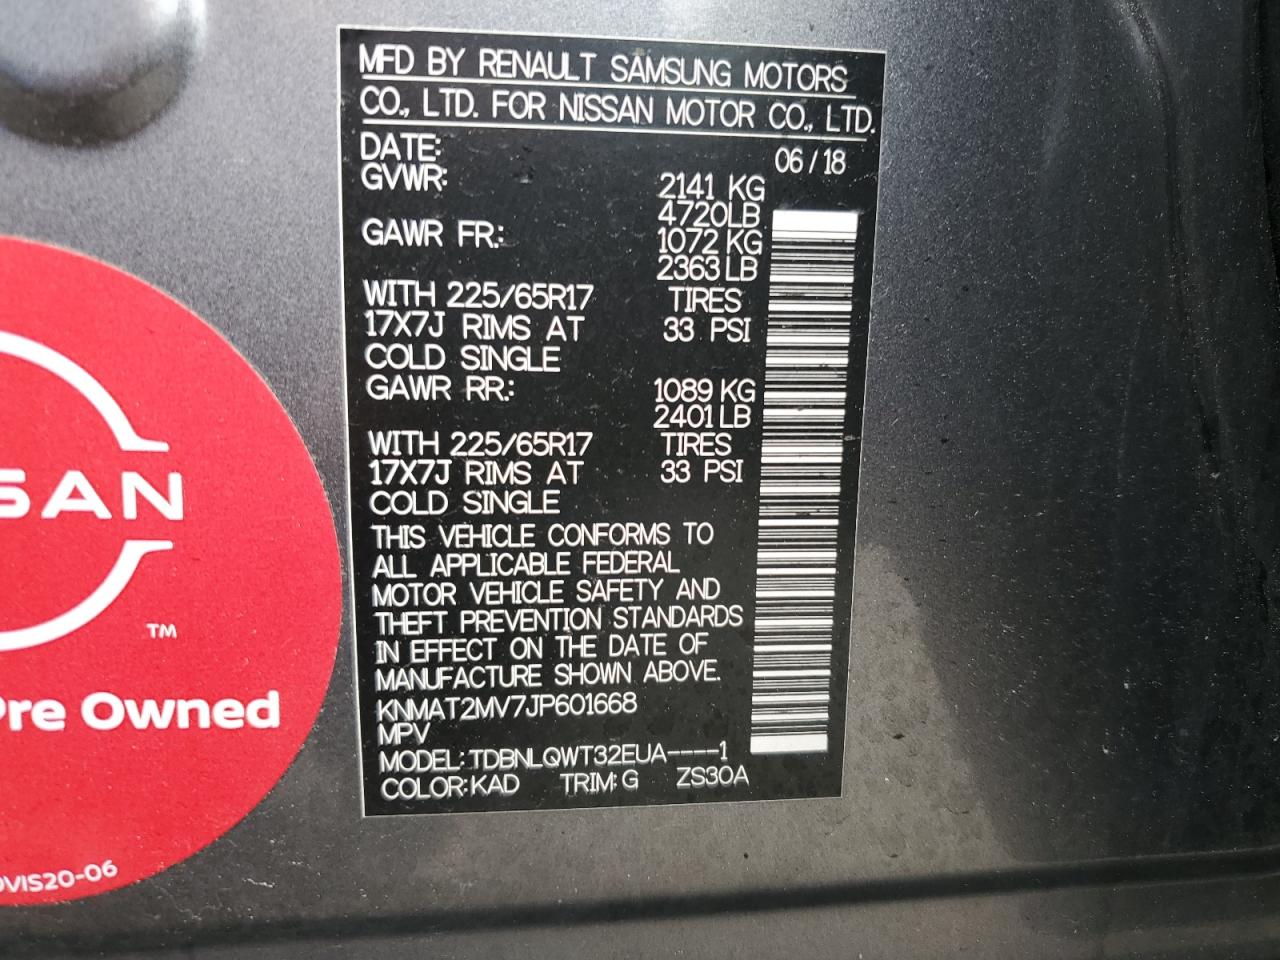 MFD BY RENAULT SAMSUNG MOTORS
CO., LTD. FOR NISSAN MOTOR CO., LTD.
DATE: 06 / 18
GVWR: 2141 KG
4720LB
GAWR FR: 1072 KG
2363 LB
WITH 225/65R17 TIRES
17X7J RIMS AT 33 PSI
COLD SINGLE
GAWR RR: 1089 KG
2401 LB
WITH 225/65R17 TIRES
17X7J RIMS AT 33 PSI
COLD SINGLE
THIS VEHICLE CONFORMS TO
ALL APPLICABLE FEDERAL
MOTOR VEHICLE SAFETY AND
THEFT PREVENTION STANDARDS
IN EFFECT ON THE DATE OF
MANUFACTURE SHOWN ABOVE.
KNMAT2MV7JP601668
MPV
MODEL: TDBNLQWT32EUA----1
COLOR: KAD TRIM: G ZS30A
SSAN
TM
Pre Owned
OVIS20-06